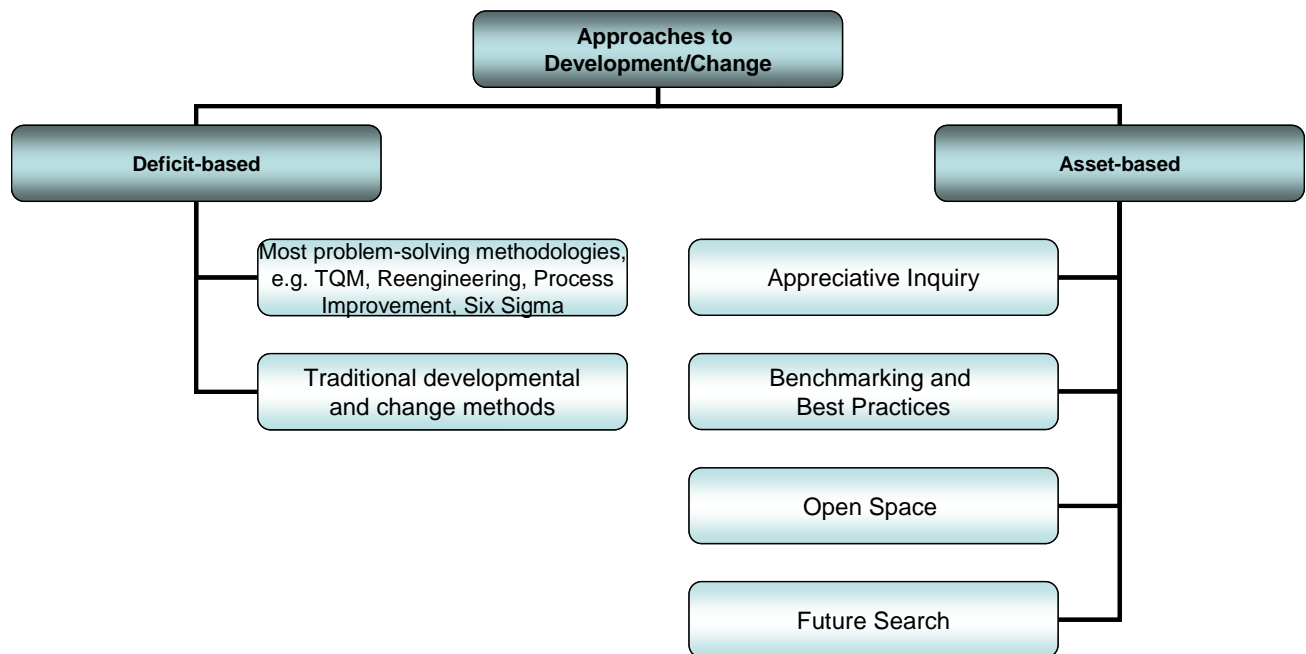 Approaches to
Development/Change
Deficit-based
Asset-based
Most problem-solving methodologies,
e.g. TQM, Reengineering, Process
Improvement, Six Sigma
Traditional developmental
and change methods
Appreciative Inquiry
Benchmarking and
Best Practices
Open Space
Future Search